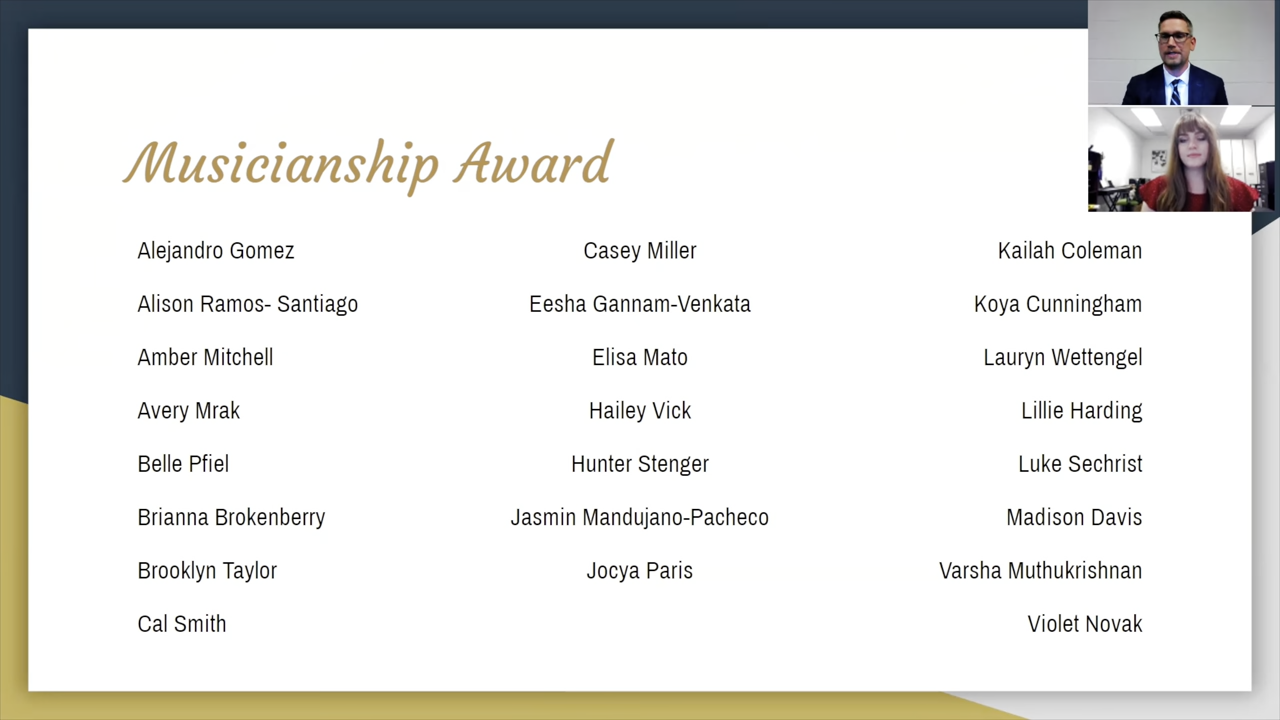 Musicianship Award
Alejandro Gomez
Alison Ramos- Santiago
Amber Mitchell
Avery Mrak
Belle Pfiel
Brianna Brokenberry
Brooklyn Taylor
Cal Smith
Casey Miller
Eesha Gannam-Venkata
Elisa Mato
Hailey Vick
Hunter Stenger
Jasmin Mandujano-Pacheco
Jocya Paris
Kailah Coleman
Koya Cunningham
Lauryn Wettengel
Lillie Harding
Luke Sechrist
Madison Davis
Varsha Muthukrishnan
Violet Novak